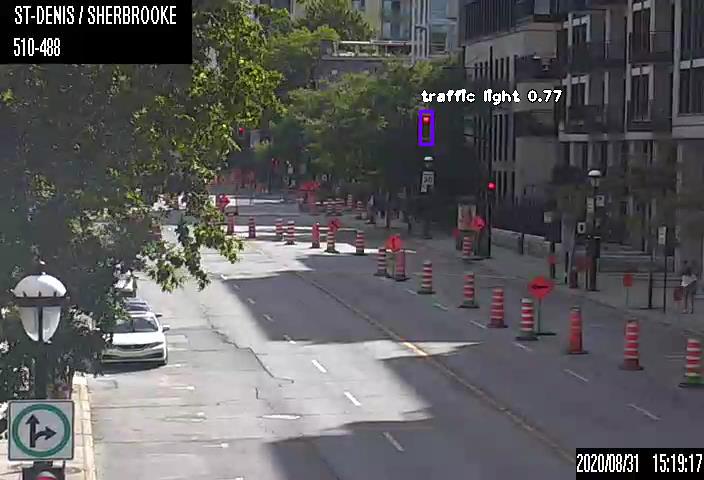 ST-DENIS / SHERBROOKE
510-488
traffic light 0.77
2020/08/31 15:19:17